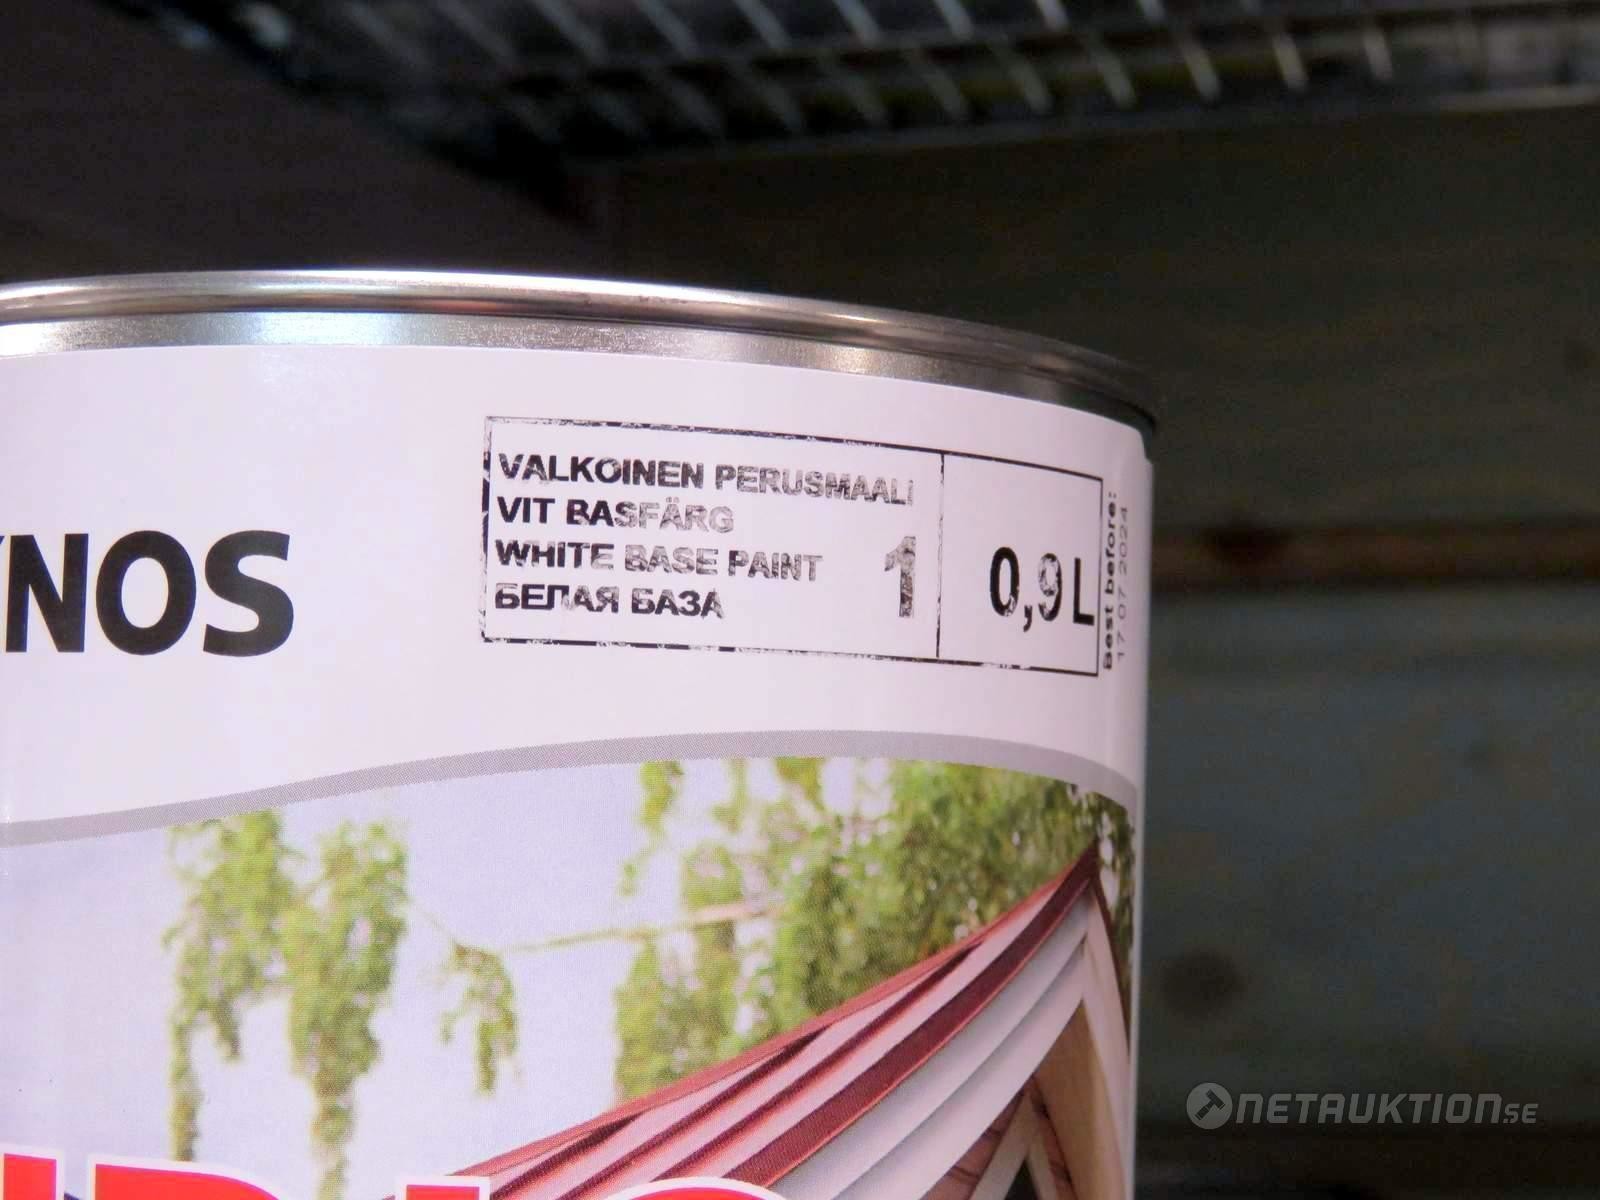 VALKOINEN PERUSMAALI
VIT BASFÄRG
WHITE BASE PAINT
БЕЛАЯ БАЗА
1
0,9 L
Best before:
17.07.2024
YNOS
NETAUKTION.SE